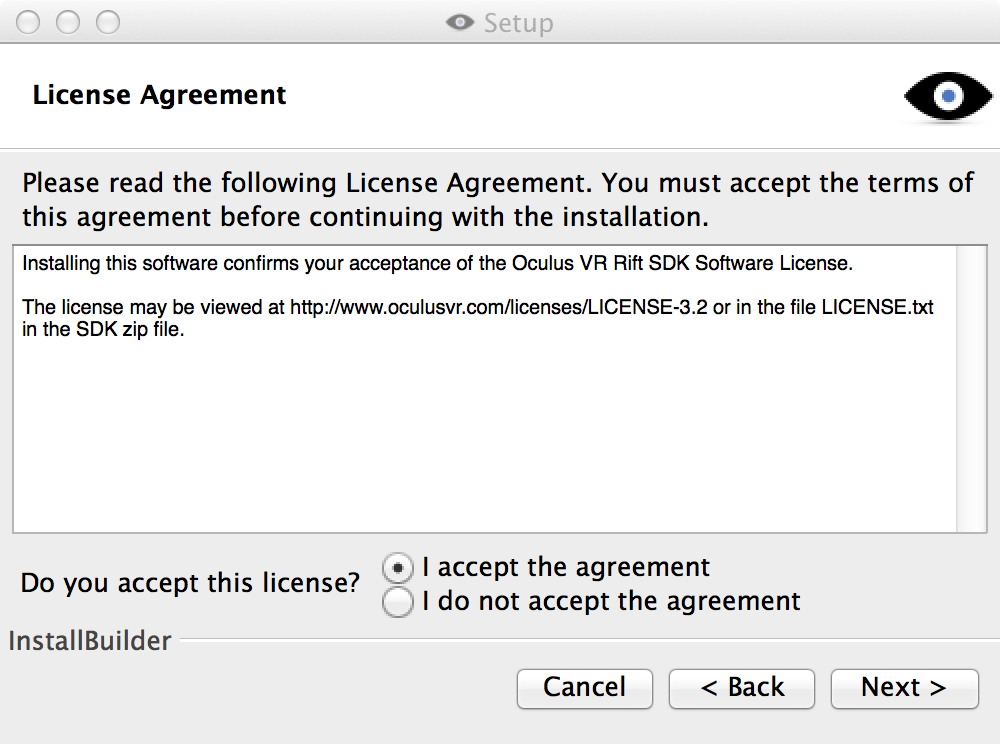 Setup
License Agreement
Please read the following License Agreement. You must accept the terms of
this agreement before continuing with the installation.
Installing this software confirms your acceptance of the Oculus VR Rift SDK Software License.
The license may be viewed at http://www.oculusvr.com/licenses/LICENSE-3.2 or in the file LICENSE.txt
in the SDK zip file.
Do you accept this license?
I accept the agreement
I do not accept the agreement
InstallBuilder
Cancel
< Back
Next >